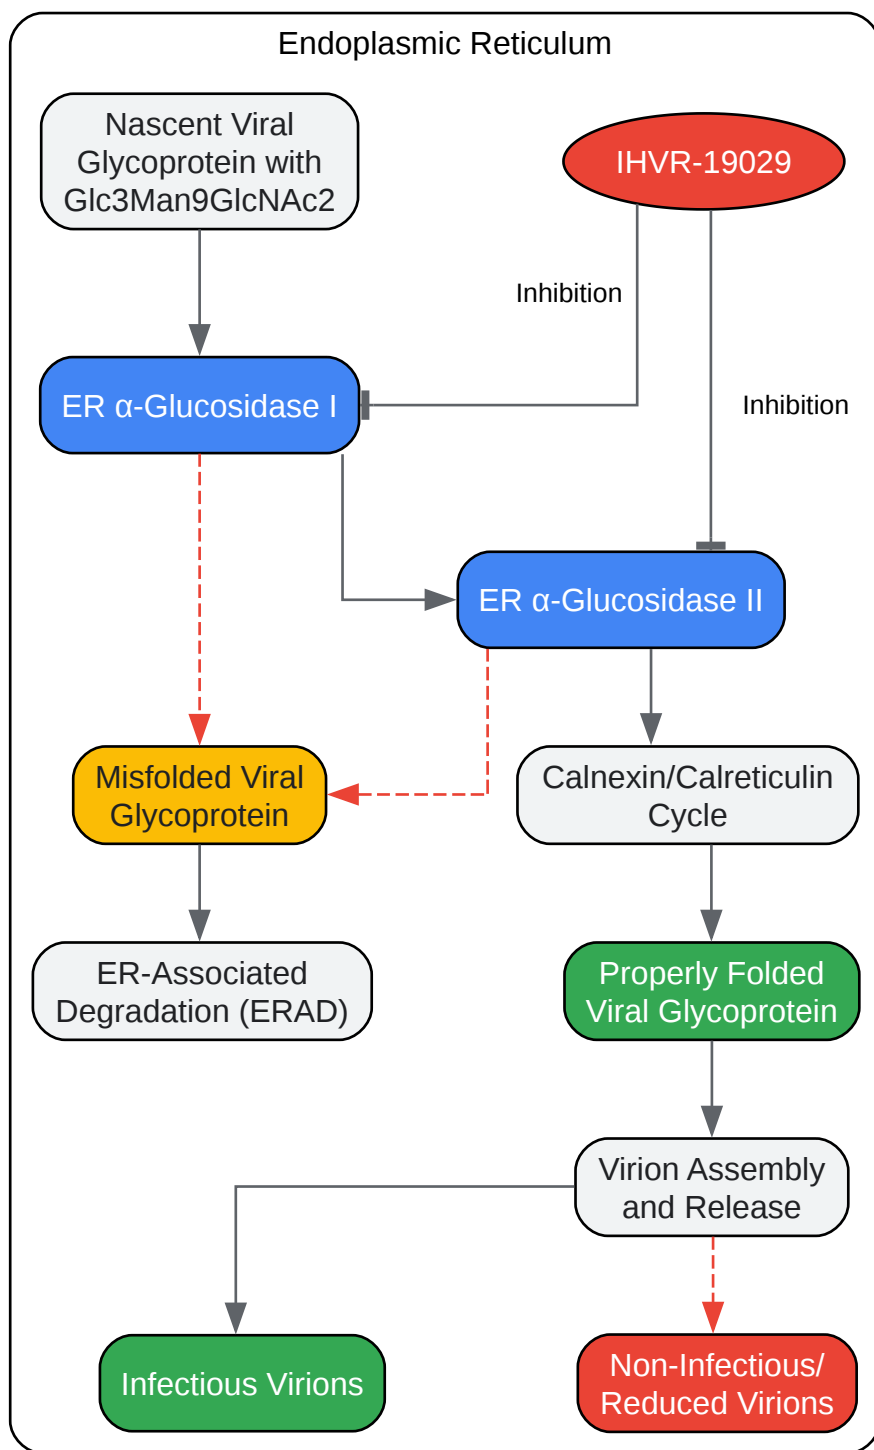 Endoplasmic Reticulum
Nascent Viral
Glycoprotein with
Glc3Man9GlcNAc2
IHVR-19029
Inhibition
ER α-Glucosidase I
Inhibition
ER α-Glucosidase II
Misfolded Viral
Glycoprotein
Calnexin/Calreticulin
Cycle
ER-Associated
Degradation (ERAD)
Properly Folded
Viral Glycoprotein
Virion Assembly
and Release
Infectious Virions
Non-Infectious/
Reduced Virions